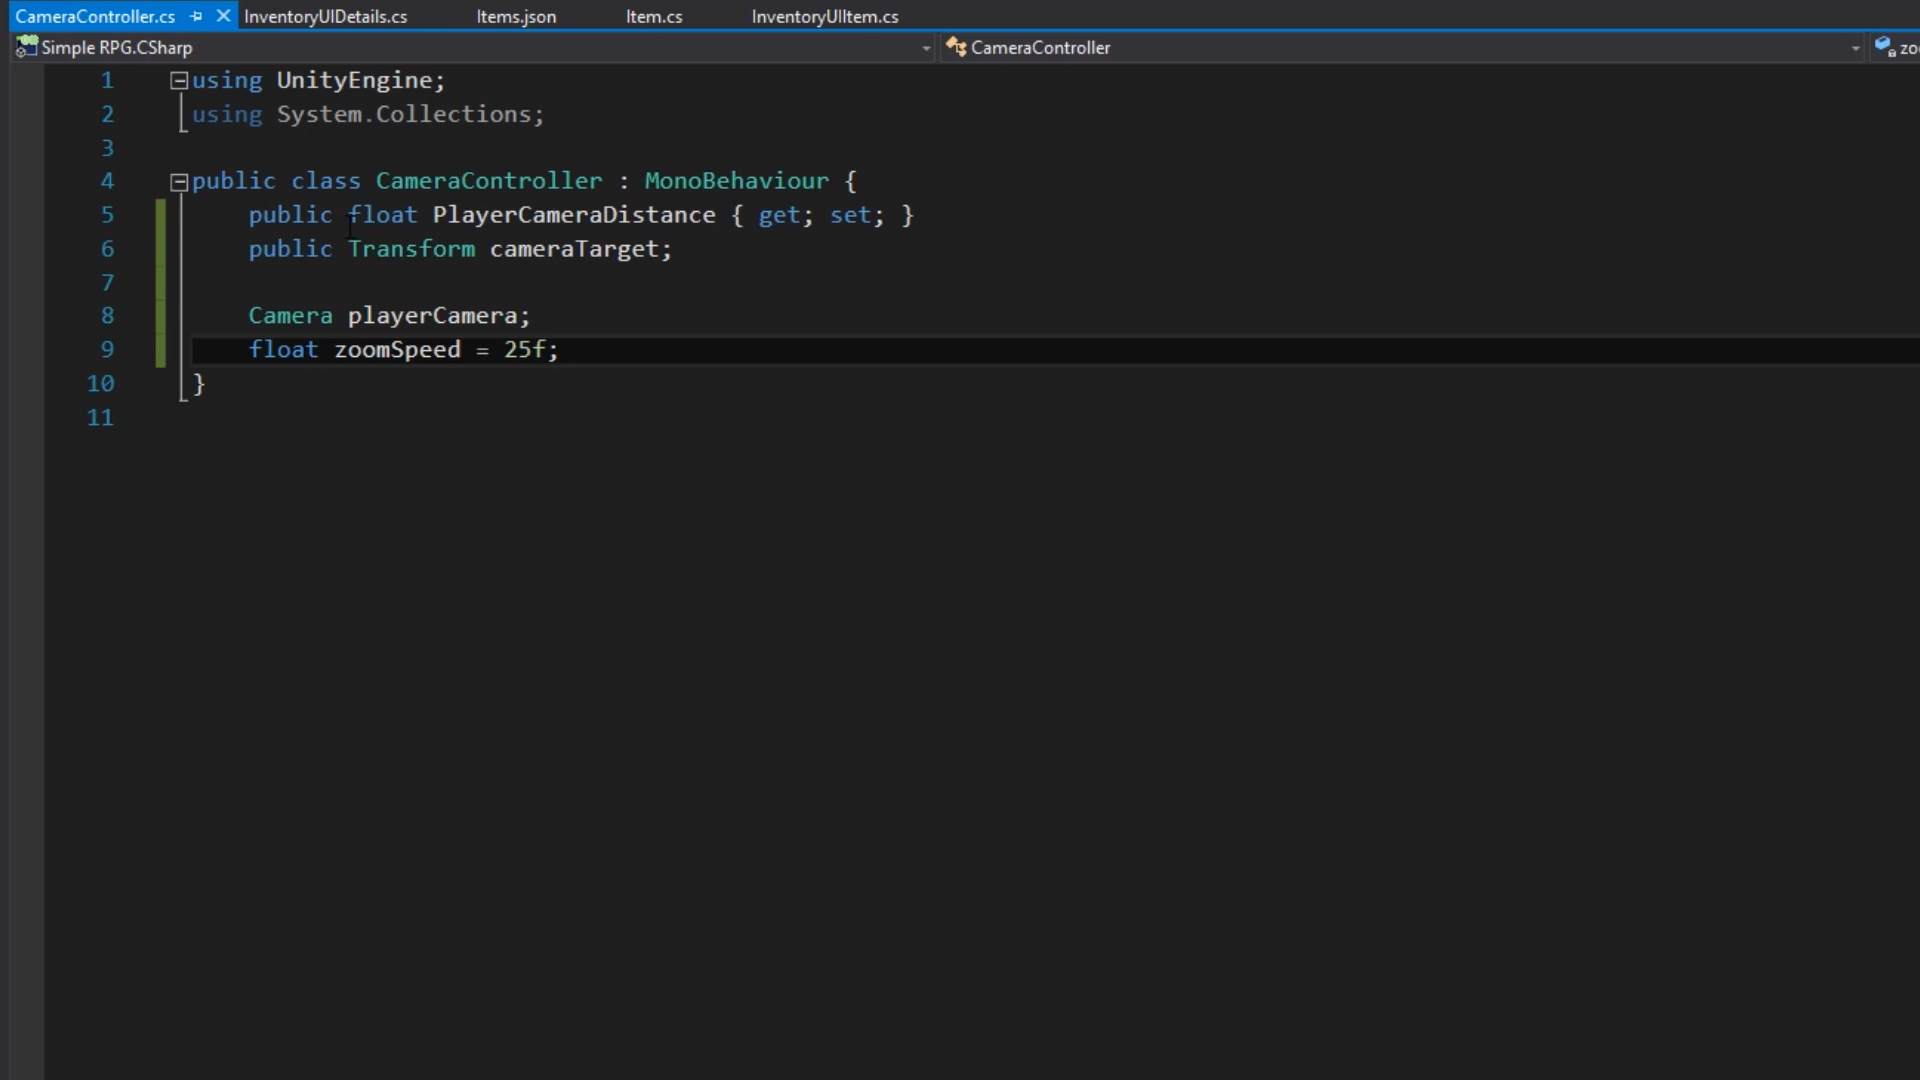 CameraController.cs InventoryUIDetails.cs Items.json Item.cs InventoryUIItem.cs
Simple RPG.CSharp CameraController zo
1 using UnityEngine;
2 using System.Collections;
3
4 public class CameraController : MonoBehaviour {
5 public float PlayerCameraDistance { get; set; }
6 public Transform cameraTarget;
7
8 Camera playerCamera;
9 float zoomSpeed = 25f;
10 }
11